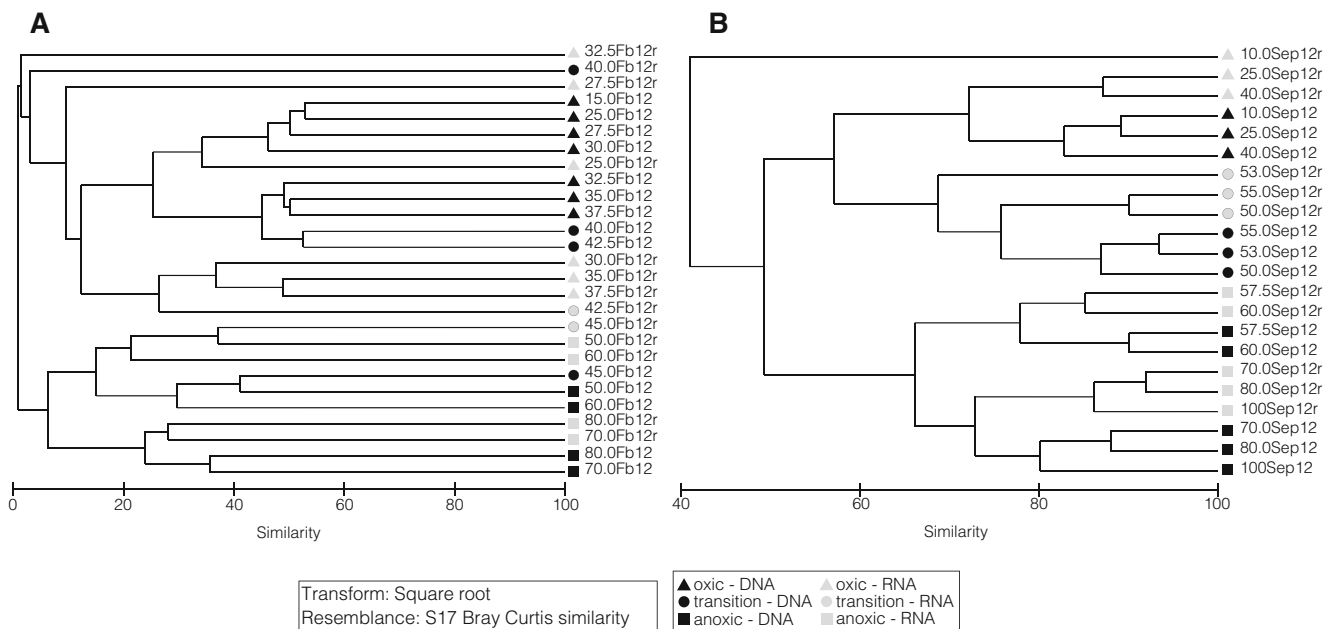 A
32.5Fb12r
40.0Fb12r
27.5Fb12r
15.0Fb12
25.0Fb12
27.5Fb12
30.0Fb12
25.0Fb12r
32.5Fb12
35.0Fb12
37.5Fb12
40.0Fb12
42.5Fb12
30.0Fb12r
35.0Fb12r
37.5Fb12r
42.5Fb12r
45.0Fb12r
50.0Fb12r
60.0Fb12r
45.0Fb12
50.0Fb12
60.0Fb12
80.0Fb12r
70.0Fb12r
80.0Fb12
70.0Fb12
0 20 40 60 80 100
Similarity
B
10.0Sep12r
25.0Sep12r
40.0Sep12r
10.0Sep12
25.0Sep12
40.0Sep12
53.0Sep12r
55.0Sep12r
50.0Sep12r
55.0Sep12
53.0Sep12
50.0Sep12
57.5Sep12r
60.0Sep12r
57.5Sep12
60.0Sep12
70.0Sep12r
80.0Sep12r
100Sep12r
70.0Sep12
80.0Sep12
100Sep12
40 60 80 100
Similarity
Transform: Square root
Resemblance: S17 Bray Curtis similarity
oxic - DNA oxic - RNA
transition - DNA transition - RNA
anoxic - DNA anoxic - RNA